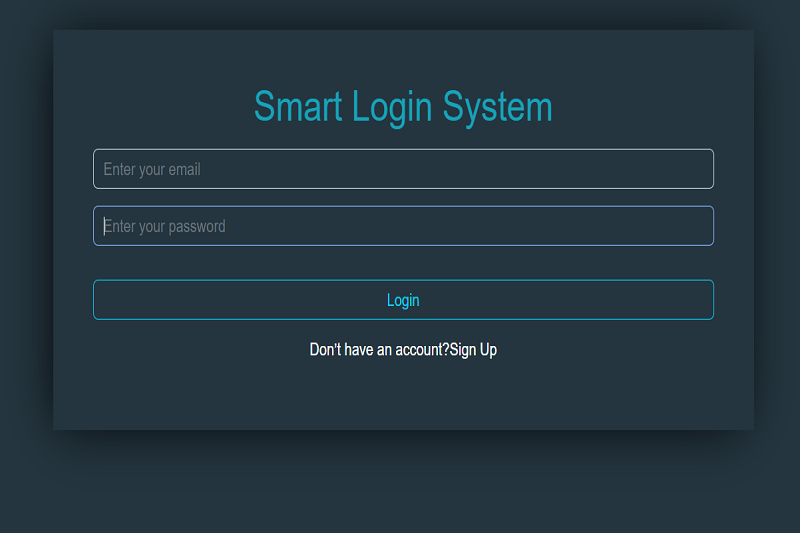 Smart Login System
Enter your email
Enter your password
Login
Don't have an account?Sign Up